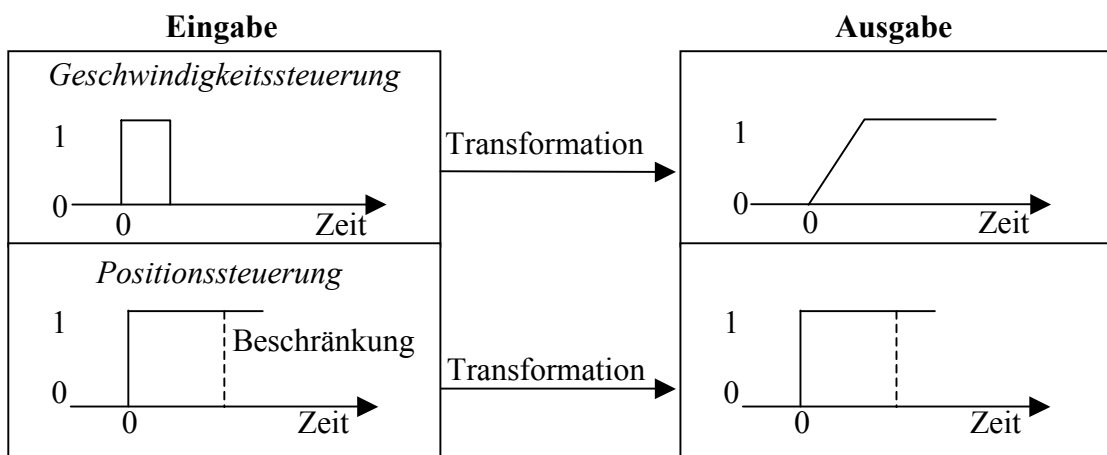 Eingabe
Ausgabe
Geschwindigkeitssteuerung
1
0
0
Zeit
Transformation
1
0
0
Zeit
Positionssteuerung
1
Beschränkung
0
0
Zeit
Transformation
1
0
0
Zeit